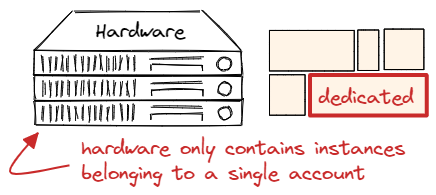 Hardware
dedicated
hardware only contains instances
belonging to a single account